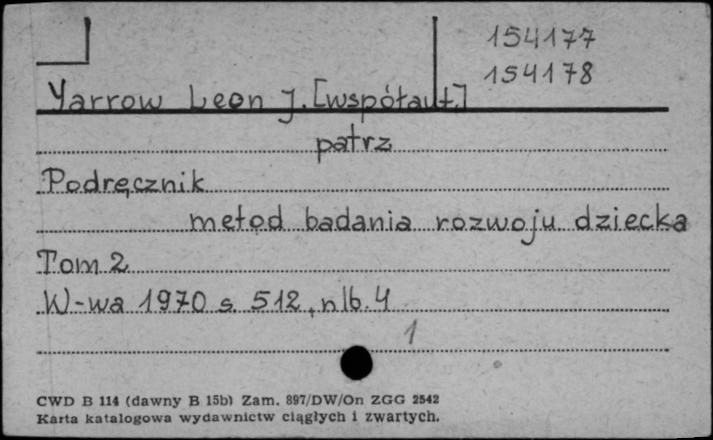 154177
154178
Yarrow Leon J. [współaut.]
patrz
Podręcznik
metod badania rozwoju dziecka
Tom 2
W-wa 1970 s. 512, nlb. 4
1
CWD B 114 (dawny B 15b) Zam. 897/DW/On ZGG 2542
Karta katalogowa wydawnictw ciągłych i zwartych.